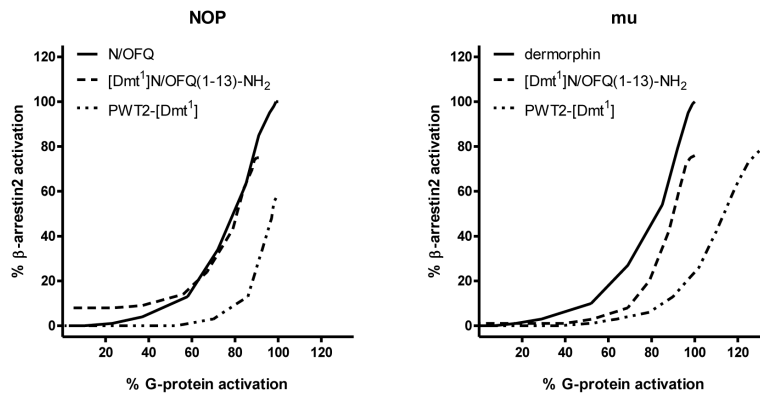 NOP
N/OFQ
[Dmt¹]N/OFQ(1-13)-NH₂
PWT2-[Dmt¹]
120
100
80
60
40
20
0
% β-arrestin2 activation
20 40 60 80 100 120
% G-protein activation
mu
dermorphin
[Dmt¹]N/OFQ(1-13)-NH₂
PWT2-[Dmt¹]
120
100
80
60
40
20
0
% β-arrestin2 activation
20 40 60 80 100 120
% G-protein activation